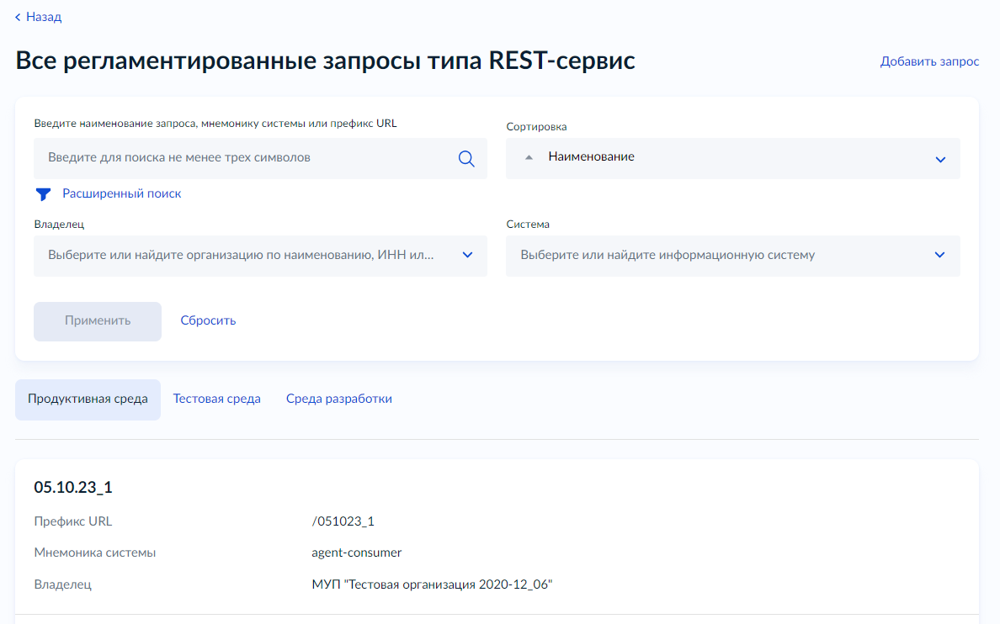 Назад
Все регламентированные запросы типа REST-сервис
Добавить запрос
Введите наименование запроса, мнемонику системы или префикс URL
Сортировка
Введите для поиска не менее трех символов
Наименование
Расширенный поиск
Владелец
Система
Выберите или найдите организацию по наименованию, ИНН ил...
Выберите или найдите информационную систему
Применить
Сбросить
Продуктивная среда
Тестовая среда
Среда разработки
05.10.23_1
Префикс URL
/051023_1
Мнемоника системы
agent-consumer
Владелец
МУП "Тестовая организация 2020-12_06"